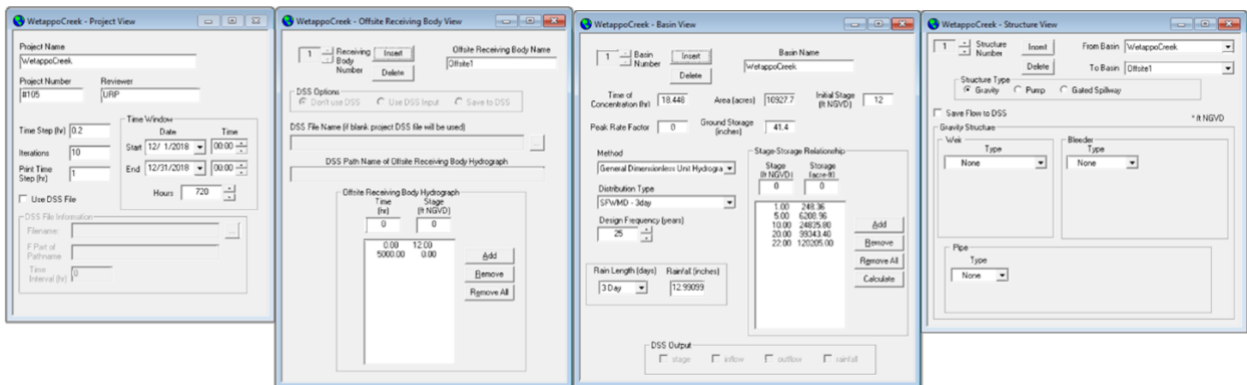 WetappoCreek - Project View
Project Name
WetappoCreek
Project Number Reviewer
#105 URP
Time Step (hr) 0.2
Iterations 10
Print Time Step (hr) 1
Time Window
Date Time
Start 12/ 1/2018 00:00
End 12/31/2018 00:00
Hours 720
Use DSS File
DSS File Information
Filename:
F Part of Pathname
Time Interval (hr) 0
WetappoCreek - Offsite Receiving Body View
1 Receiving Body Number
Insert
Delete
Offsite Receiving Body Name
Offsite1
DSS Options
Don't use DSS Use DSS Input Save to DSS
DSS File Name (if blank project DSS file will be used)
DSS Path Name of Offsite Receiving Body Hydrograph
Offsite Receiving Body Hydrograph
Time (hr) Stage (ft NGVD)
0 0
0.00 12.00
5000.00 0.00
Add
Remove
Remove All
WetappoCreek - Basin View
1 Basin Number
Insert
Delete
Basin Name
WetappoCreek
Time of Concentration (hr) 18.448 Area (acres) 10927.7 Initial Stage (ft NGVD) 12
Peak Rate Factor 0 Ground Storage (inches) 41.4
Method
General Dimensionless Unit Hydrogra
Distribution Type
SFWMD - 3day
Design Frequency (years)
25
Rain Length (days) Rainfall (inches)
3 Day 12.99099
Stage-Storage Relationship
Stage (ft NGVD) Storage (acre-ft)
0 0
1.00 248.36
5.00 6208.96
10.00 24835.80
20.00 99343.40
22.00 120205.00
Add
Remove
Remove All
Calculate
DSS Output
stage inflow outflow rainfall
WetappoCreek - Structure View
1 Structure Number
Insert
Delete
From Basin WetappoCreek
To Basin Offsite1
Structure Type
Gravity Pump Gated Spillway
Save Flow to DSS
* ft NGVD
Gravity Structure
Weir
Type
None
Bleeder
Type
None
Pipe
Type
None